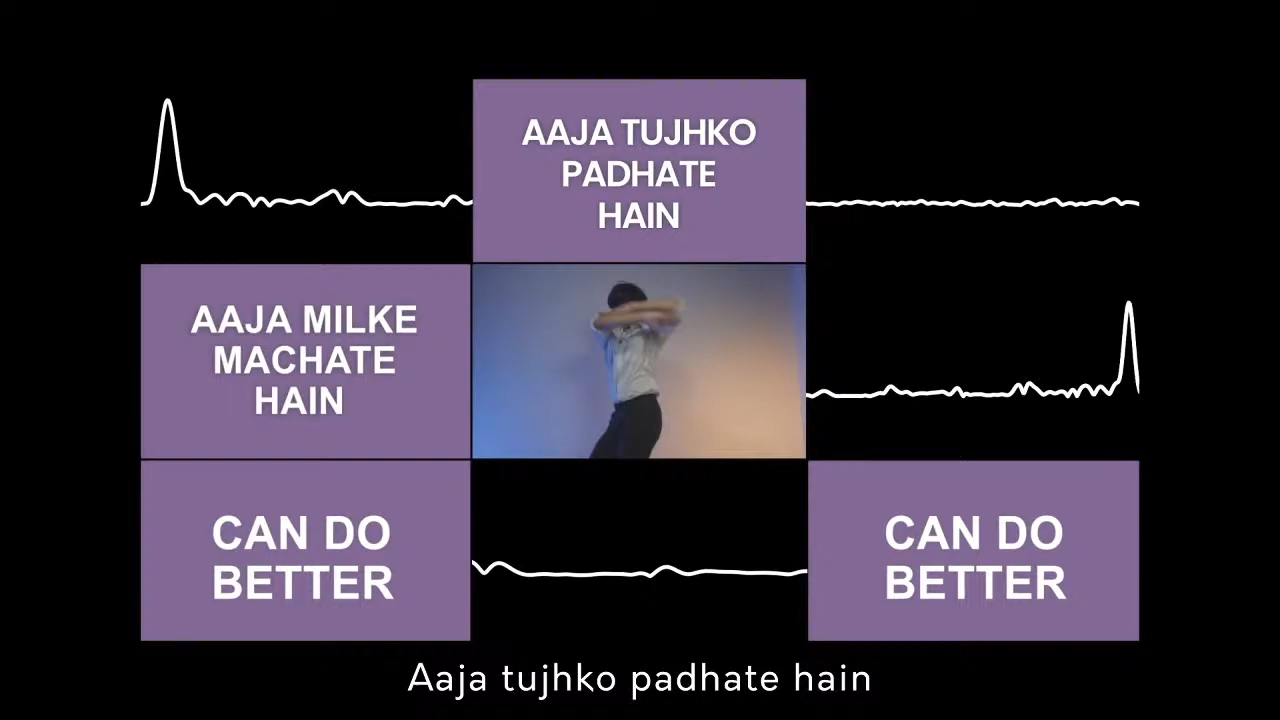 AAJA TUJHKO
PADHATE
HAIN
AAJA MILKE
MACHATE
HAIN
CAN DO
BETTER
CAN DO
BETTER
Aaja tujhko padhate hain